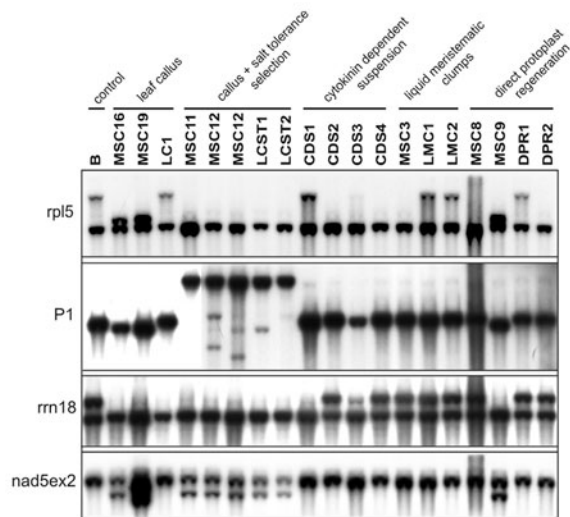 control
leaf callus
callus + salt tolerance
selection
cytokinin dependent
suspension
liquid meristematic
clumps
direct protoplast
regeneration
B
MSC16
MSC19
LC1
MSC11
MSC12
MSC12
LCST1
LCST2
CDS1
CDS2
CDS3
CDS4
MSC3
LMC1
LMC2
MSC8
MSC9
DPR1
DPR2
rpl5
P1
rrn18
nad5ex2